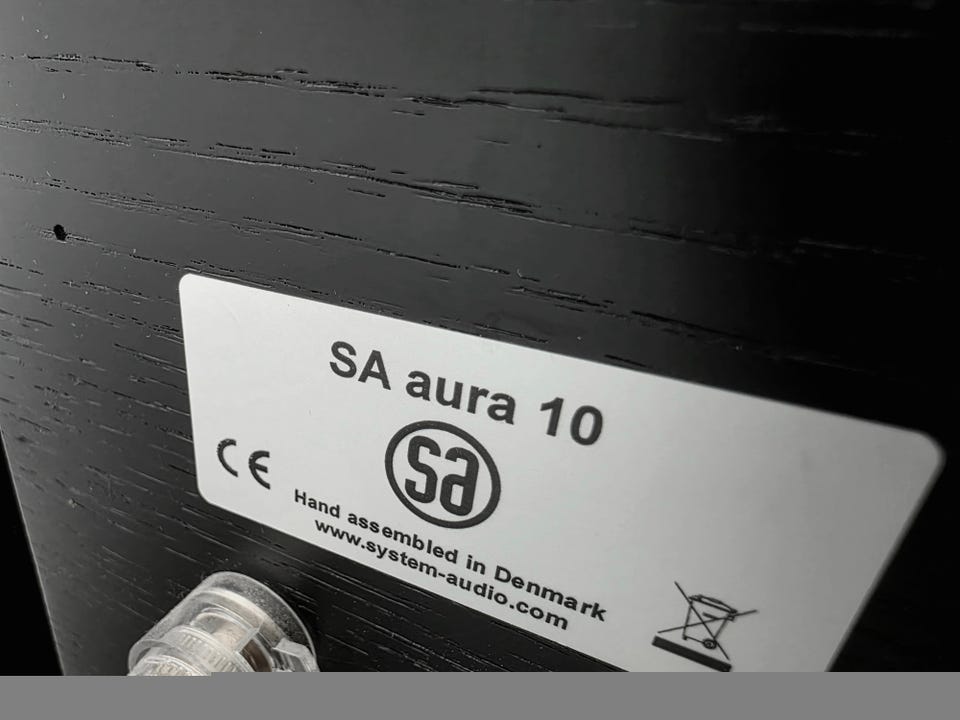 SA aura 10
sa
CE
Hand assembled in Denmark
www.system-audio.com